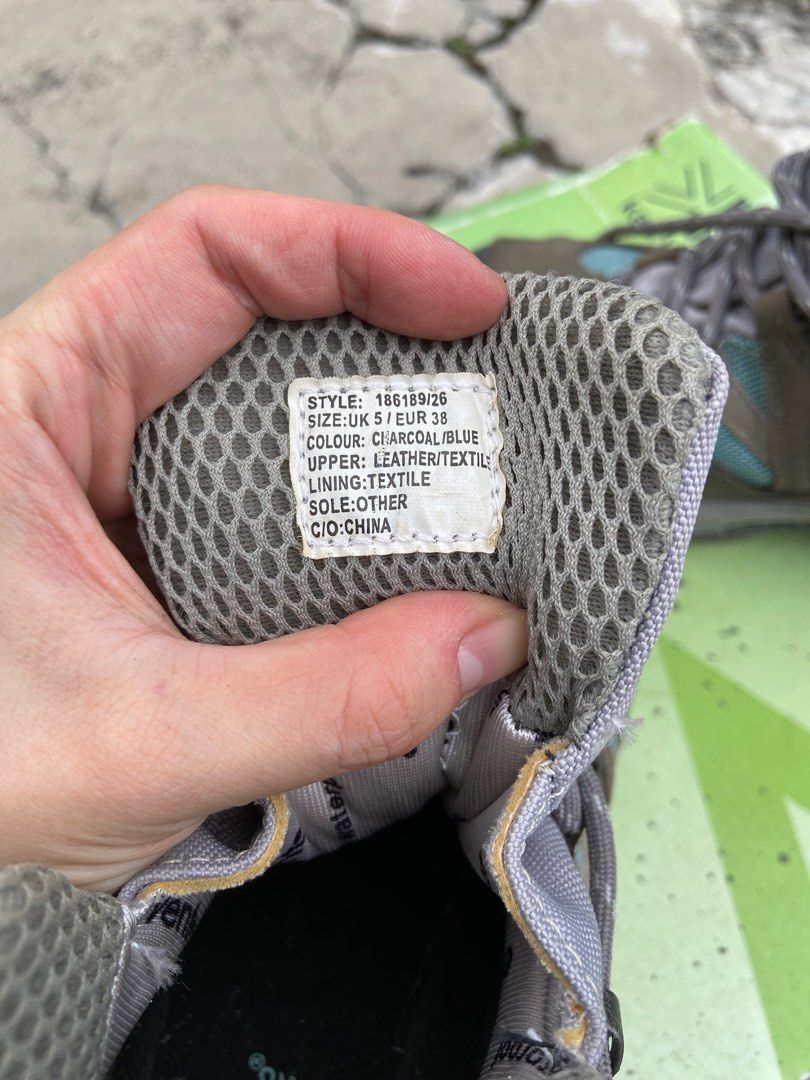 STYLE: 186189/26
SIZE:UK 5 / EUR 38
COLOUR: CHARCOAL/BLUE
UPPER: LEATHER/TEXTILE
LINING:TEXTILE
SOLE:OTHER
C/O:CHINA